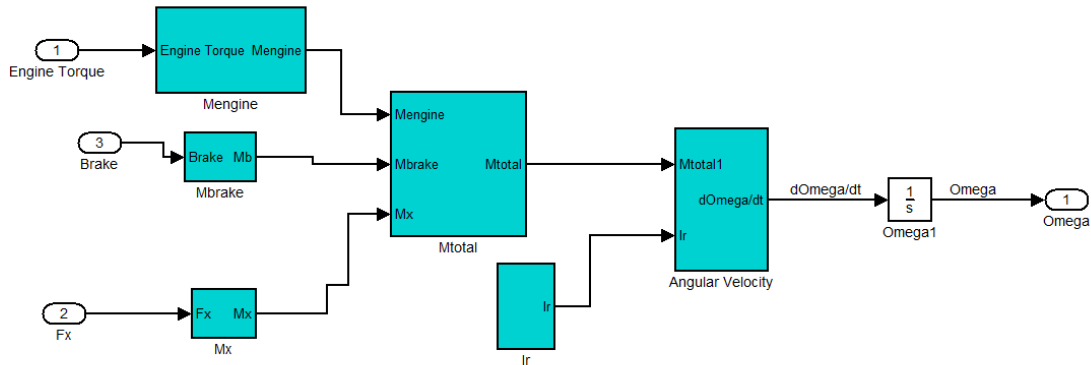 1
Engine Torque
Engine Torque Mengine
Mengine
3
Brake
Brake Mb
Mbrake
2
Fx
Fx Mx
Mx
Mengine
Mbrake Mtotal
Mx
Mtotal
Ir
Ir
Mtotal1
dOmega/dt
Ir
Angular Velocity
dOmega/dt
1
s
Omega1
Omega
1
Omega